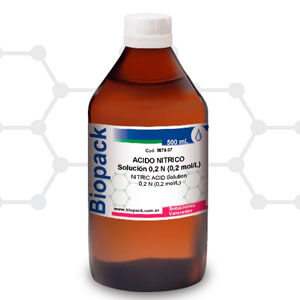 Biopack
500 mL
Cod. 9676.07
ACIDO NITRICO
Solución 0,2 N (0,2 mol/L)
NITRIC ACID Solution
0,2 N (0,2 mol/L)
www.biopack.com.ar
Soluciones
Valoradas